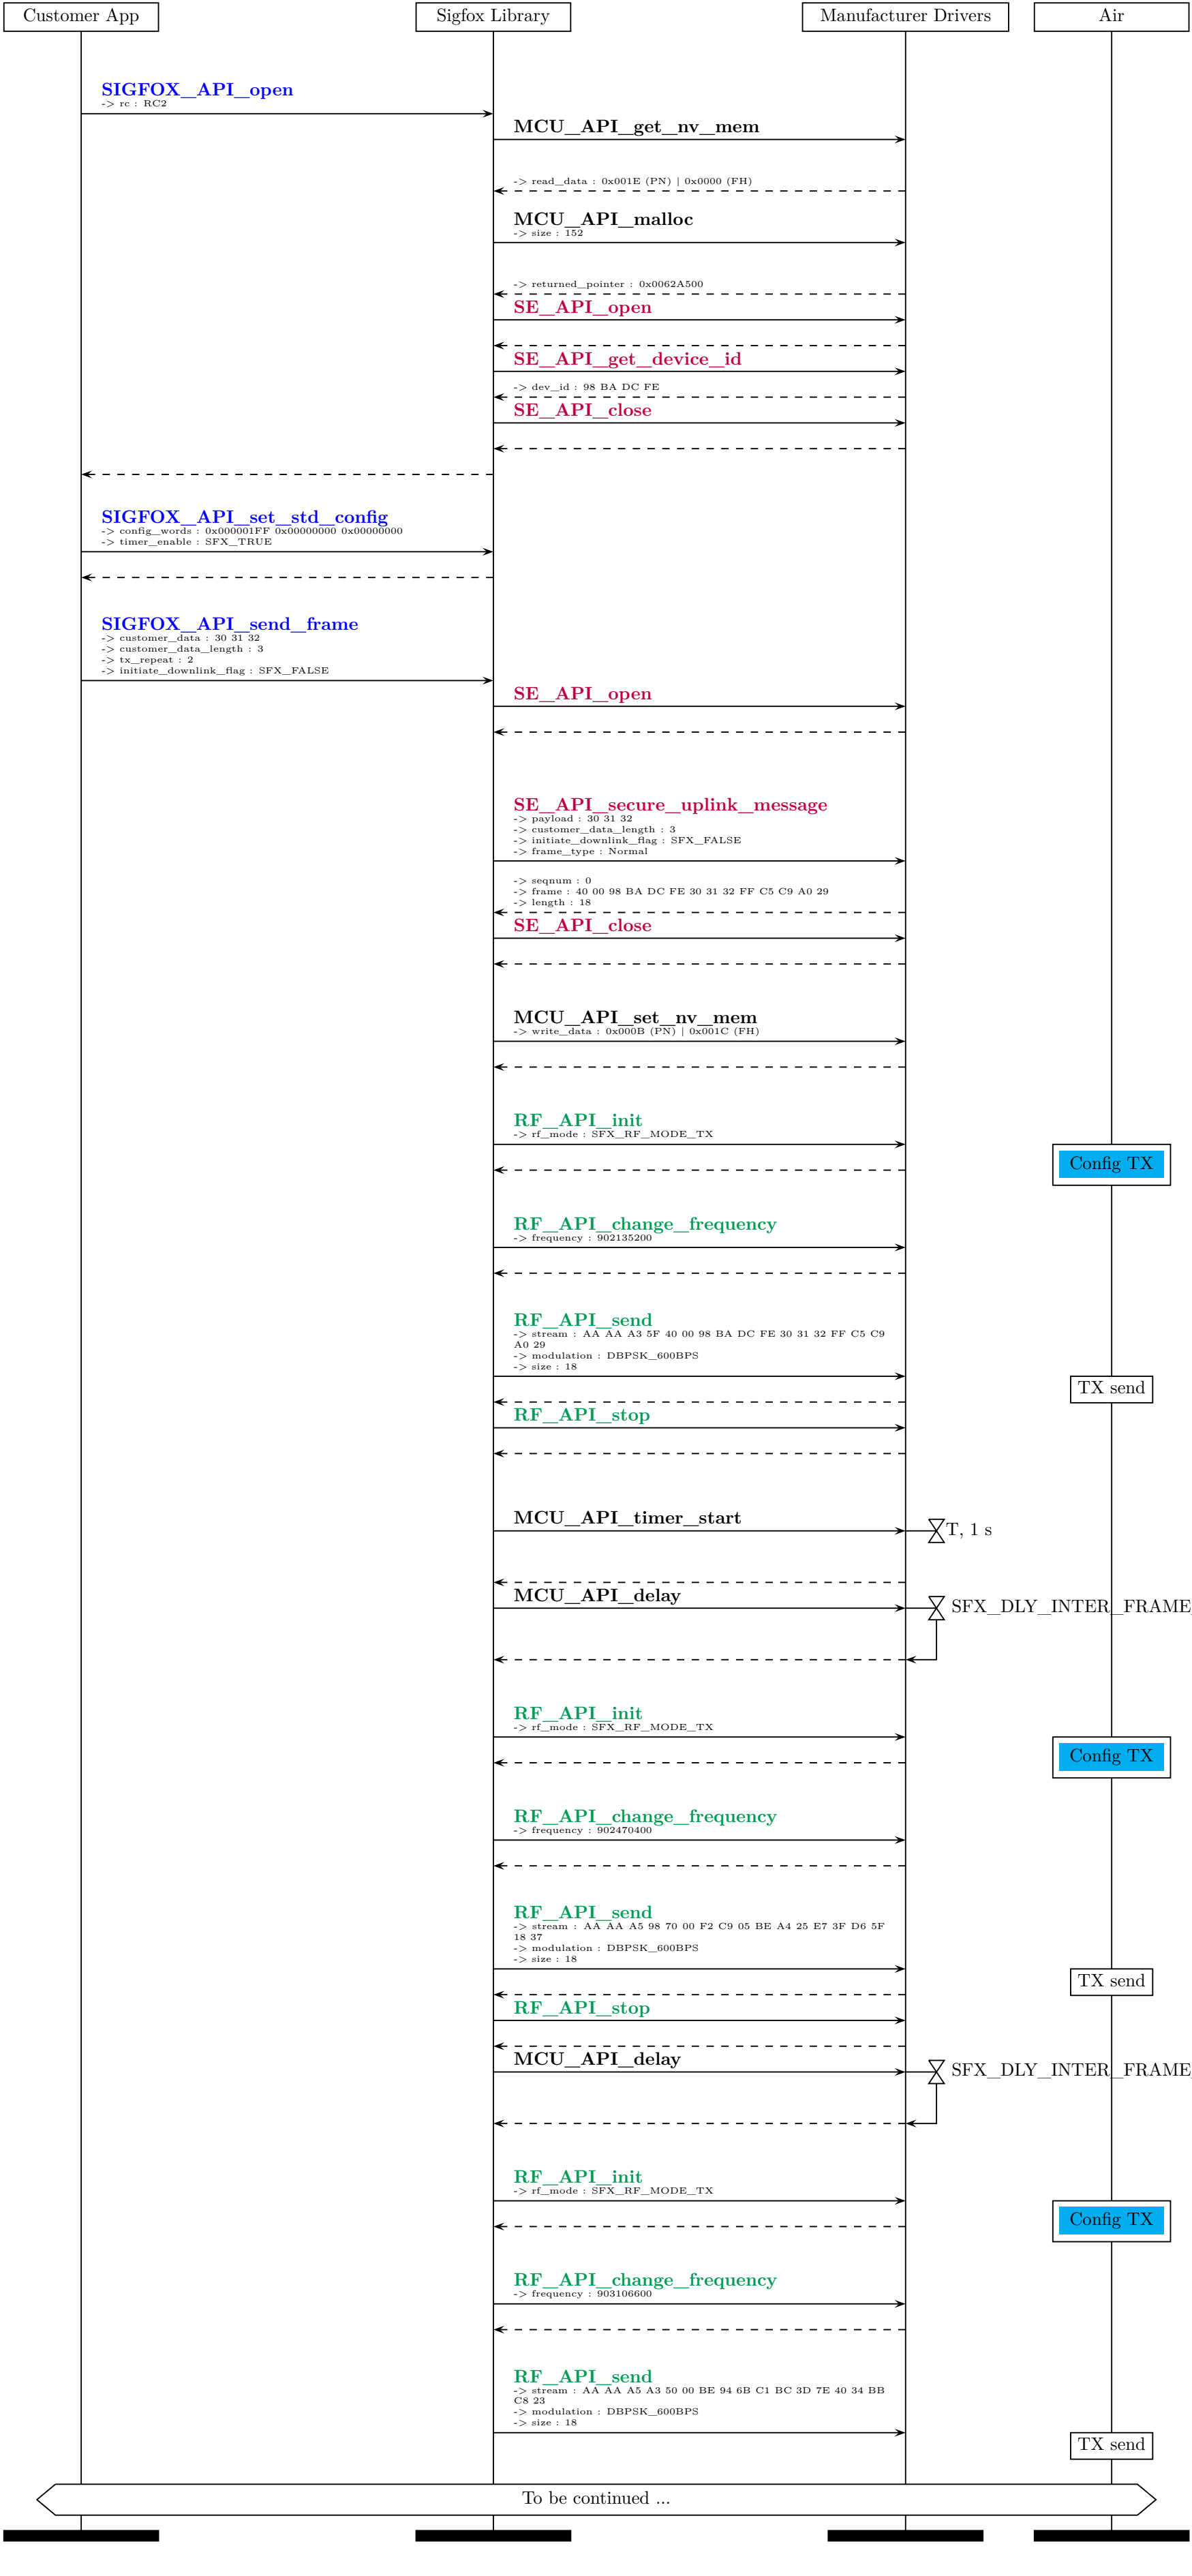 Customer App
Sigfox Library
Manufacturer Drivers
Air
SIGFOX_API_open
-> rc : RC2
MCU_API_get_nv_mem
-> read_data : 0x001E (PN) | 0x0000 (FH)
MCU_API_malloc
-> size : 152
-> returned_pointer : 0x0062A500
SE_API_open
SE_API_get_device_id
-> dev_id : 98 BA DC FE
SE_API_close
SIGFOX_API_set_std_config
-> config_words : 0x000001FF 0x00000000 0x00000000
-> timer_enable : SFX_TRUE
SIGFOX_API_send_frame
-> customer_data : 30 31 32
-> customer_data_length : 3
-> tx_repeat : 2
-> initiate_downlink_flag : SFX_FALSE
SE_API_open
SE_API_secure_uplink_message
-> payload : 30 31 32
-> customer_data_length : 3
-> initiate_downlink_flag : SFX_FALSE
-> frame_type : Normal
-> seqnum : 0
-> frame : 40 00 98 BA DC FE 30 31 32 FF C5 C9 A0 29
-> length : 18
SE_API_close
MCU_API_set_nv_mem
-> write_data : 0x000B (PN) | 0x001C (FH)
RF_API_init
-> rf_mode : SFX_RF_MODE_TX
Config TX
RF_API_change_frequency
-> frequency : 902135200
RF_API_send
-> stream : AA AA A3 5F 40 00 98 BA DC FE 30 31 32 FF C5 C9
A0 29
-> modulation : DBPSK_600BPS
-> size : 18
TX send
RF_API_stop
MCU_API_timer_start
T, 1 s
MCU_API_delay
SFX_DLY_INTER_FRAME_
RF_API_init
-> rf_mode : SFX_RF_MODE_TX
Config TX
RF_API_change_frequency
-> frequency : 902470400
RF_API_send
-> stream : AA AA A5 98 70 00 F2 C9 05 BE A4 25 E7 3F D6 5F
18 37
-> modulation : DBPSK_600BPS
-> size : 18
TX send
RF_API_stop
MCU_API_delay
SFX_DLY_INTER_FRAME_
RF_API_init
-> rf_mode : SFX_RF_MODE_TX
Config TX
RF_API_change_frequency
-> frequency : 903106600
RF_API_send
-> stream : AA AA A5 A3 50 00 BE 94 6B C1 BC 3D 7E 40 34 BB
C8 23
-> modulation : DBPSK_600BPS
-> size : 18
TX send
To be continued ...